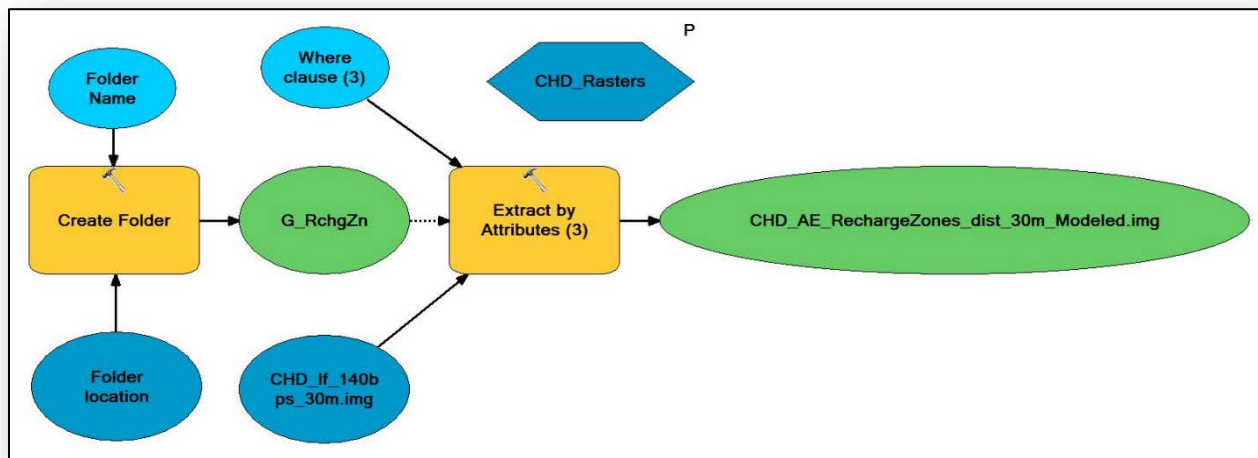 P
Folder
Name
Where
clause (3)
CHD_Rasters
Create Folder
G_RchgZn
Extract by
Attributes (3)
CHD_AE_RechargeZones_dist_30m_Modeled.img
Folder
location
CHD_lf_140b
ps_30m.img